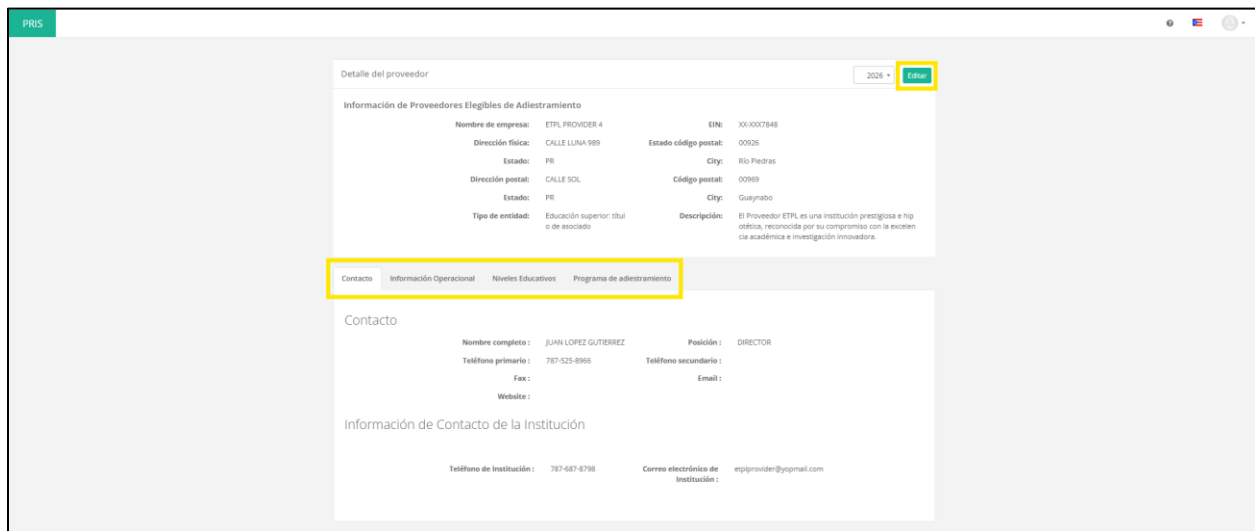 PRIS
Detalle del proveedor 2026 Editar
Información de Proveedores Elegibles de Adiestramiento
Nombre de empresa: ETPL PROVIDER 4 EIN: XX-XXX7848
Dirección física: CALLE LUNA 989 Estado código postal: 00926
Estado: PR City: Río Piedras
Dirección postal: CALLE SOL Código postal: 00969
Estado: PR City: Guaynabo
Tipo de entidad: Educación superior: títul Descripción: El Proveedor ETPL es una institución prestigiosa e hip
o de asociado otética, reconocida por su compromiso con la excelen
cia académica e investigación innovadora.
Contacto Información Operacional Niveles Educativos Programa de adiestramiento
Contacto
Nombre completo : JUAN LOPEZ GUTIERREZ Posición : DIRECTOR
Teléfono primario : 787-525-8966 Teléfono secundario :
Fax : Email :
Website :
Información de Contacto de la Institución
Teléfono de Institución : 787-687-8798 Correo electrónico de etplprovider@yopmail.com
Institución :